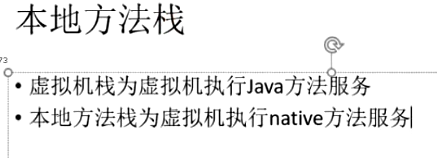 本地方法栈
73
• 虚拟机栈为虚拟机执行Java方法服务
• 本地方法栈为虚拟机执行native方法服务